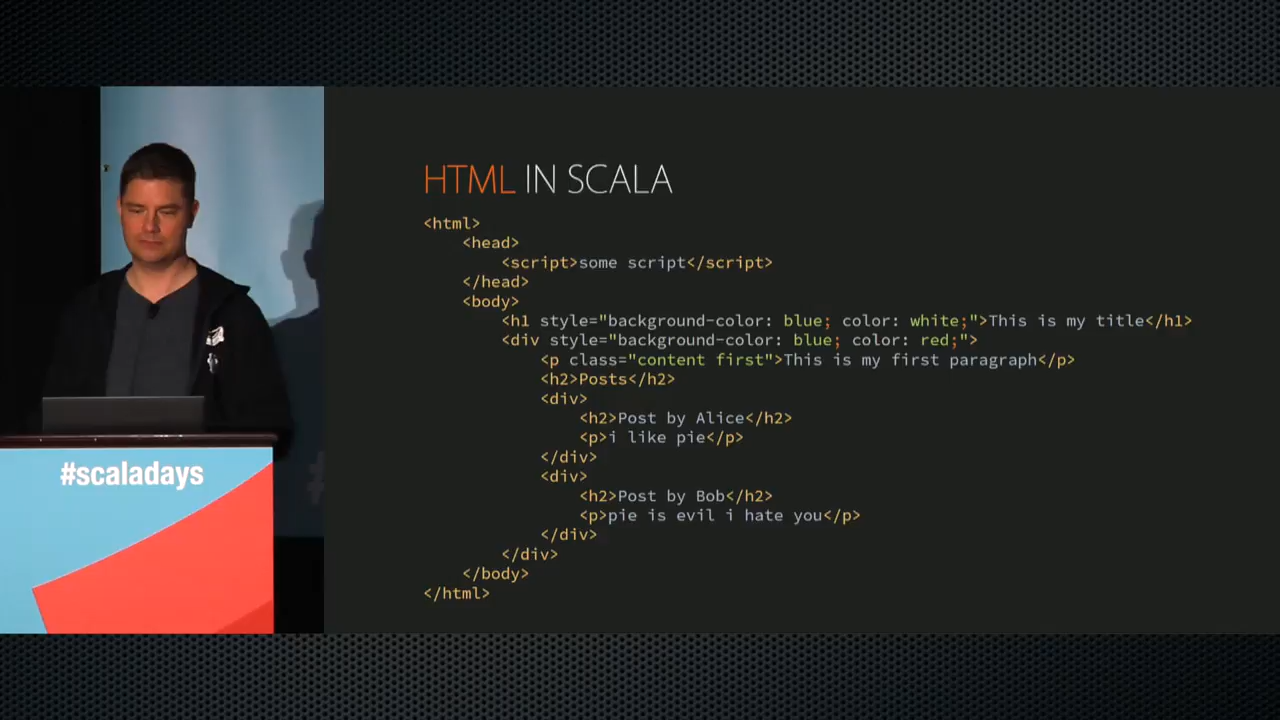 HTML IN SCALA
<html>
<head>
<script>some script</script>
</head>
<body>
<h1 style="background-color: blue; color: white;">This is my title</h1>
<div style="background-color: blue; color: red;">
<p class="content first">This is my first paragraph</p>
<h2>Posts</h2>
<div>
<h2>Post by Alice</h2>
<p>i like pie</p>
</div>
<div>
<h2>Post by Bob</h2>
<p>pie is evil i hate you</p>
</div>
</div>
</body>
</html>
#scaladays